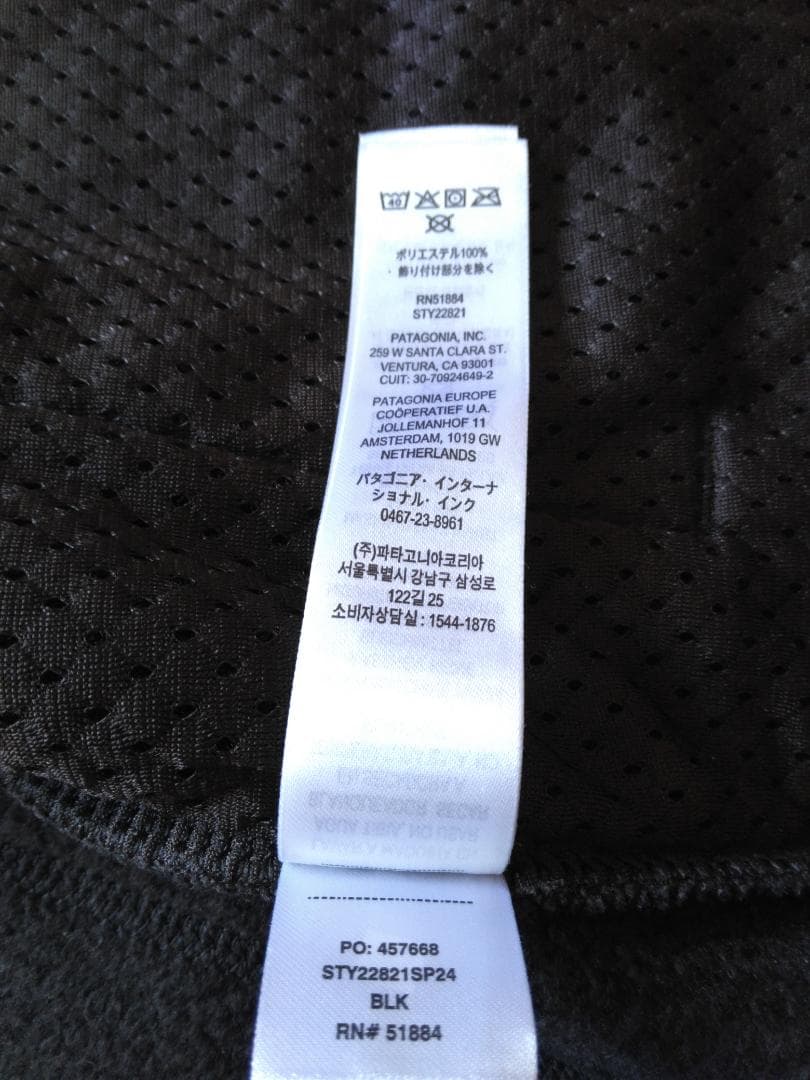 40
ポリエステル100%
・飾り付け部分を除く
RN51884
STY22821
PATAGONIA, INC.
259 W SANTA CLARA ST.
VENTURA, CA 93001
CUIT: 30-70924649-2
PATAGONIA EUROPE
COÖPERATIEF U.A.
JOLLEMANHOF 11
AMSTERDAM, 1019 GW
NETHERLANDS
パタゴニア・インターナ
ショナル・インク
0467-23-8961
(주)파타고니아코리아
서울특별시 강남구 삼성로
122길 25
소비자상담실 : 1544-1876
PO: 457668
STY22821SP24
BLK
RN# 51884